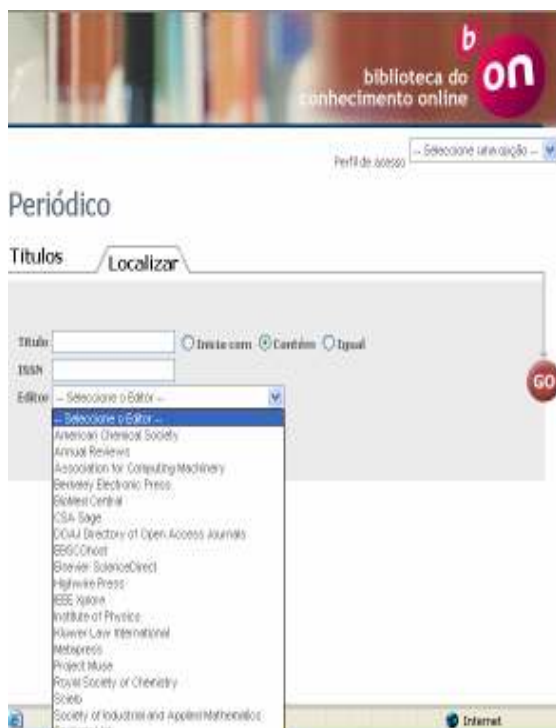 b
on
biblioteca do
conhecimento online
Perfil de acesso -- Seleccione uma opção --
Periódico
Títulos Localizar
Título Inicia com Contém Igual
ISSN
Editor -- Seleccione o Editor --
GO
-- Seleccione o Editor --
American Chemical Society
Annual Reviews
Association for Computing Machinery
Berkeley Electronic Press
BioMed Central
CSA Sage
DOAJ Directory of Open Access Journals
EBSCOhost
Elsevier ScienceDirect
Highwire Press
IEEE Xplore
Institute of Physics
Kluwer Law International
Metapress
Project Muse
Royal Society of Chemistry
Scielo
Society of Industrial and Applied Mathematics
Internet